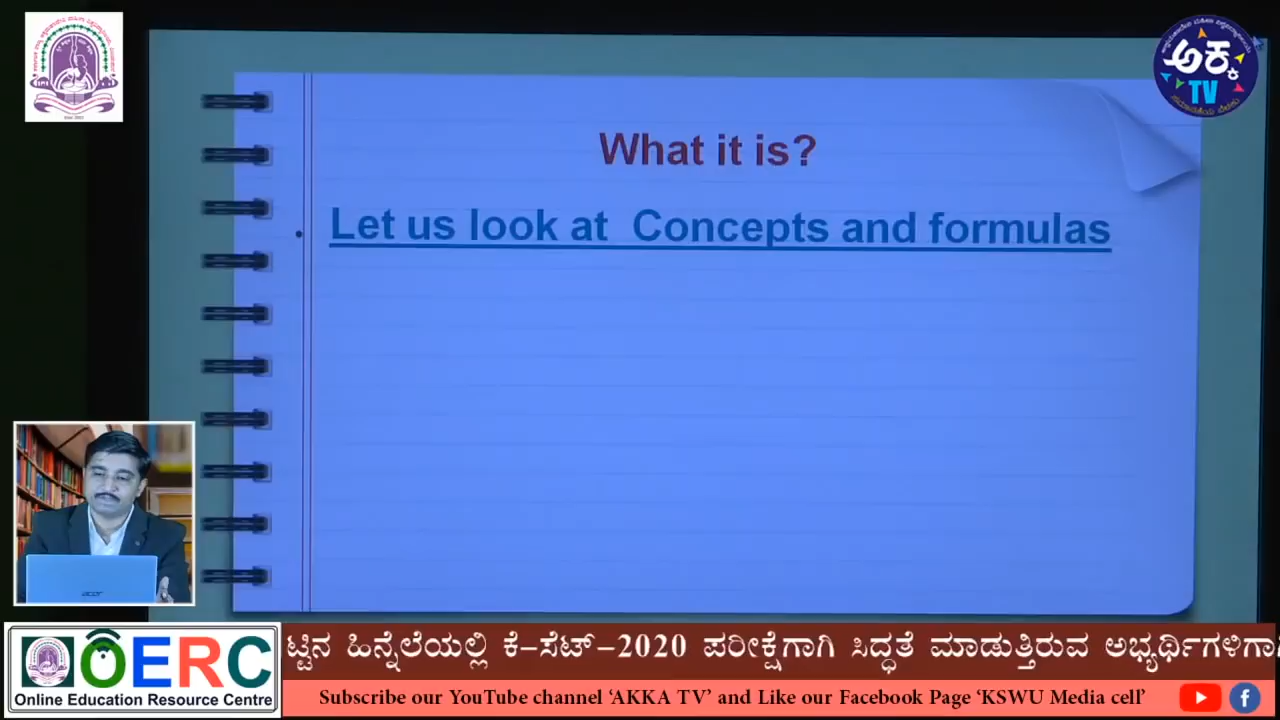 ಅಕ್ಕ
TV
What it is?
. Let us look at Concepts and formulas
acer
OERC
Online Education Resource Centre
ಟ್ಟಿನ ಹಿನ್ನೆಲೆಯಲ್ಲಿ ಕೆ-ಸೆಟ್-2020 ಪರೀಕ್ಷೆಗಾಗಿ ಸಿದ್ಧತೆ ಮಾಡುತ್ತಿರುವ ಅಭ್ಯರ್ಥಿಗಳಿಗಾಗಿ
Subscribe our YouTube channel ‘AKKA TV’ and Like our Facebook Page ‘KSWU Media cell’